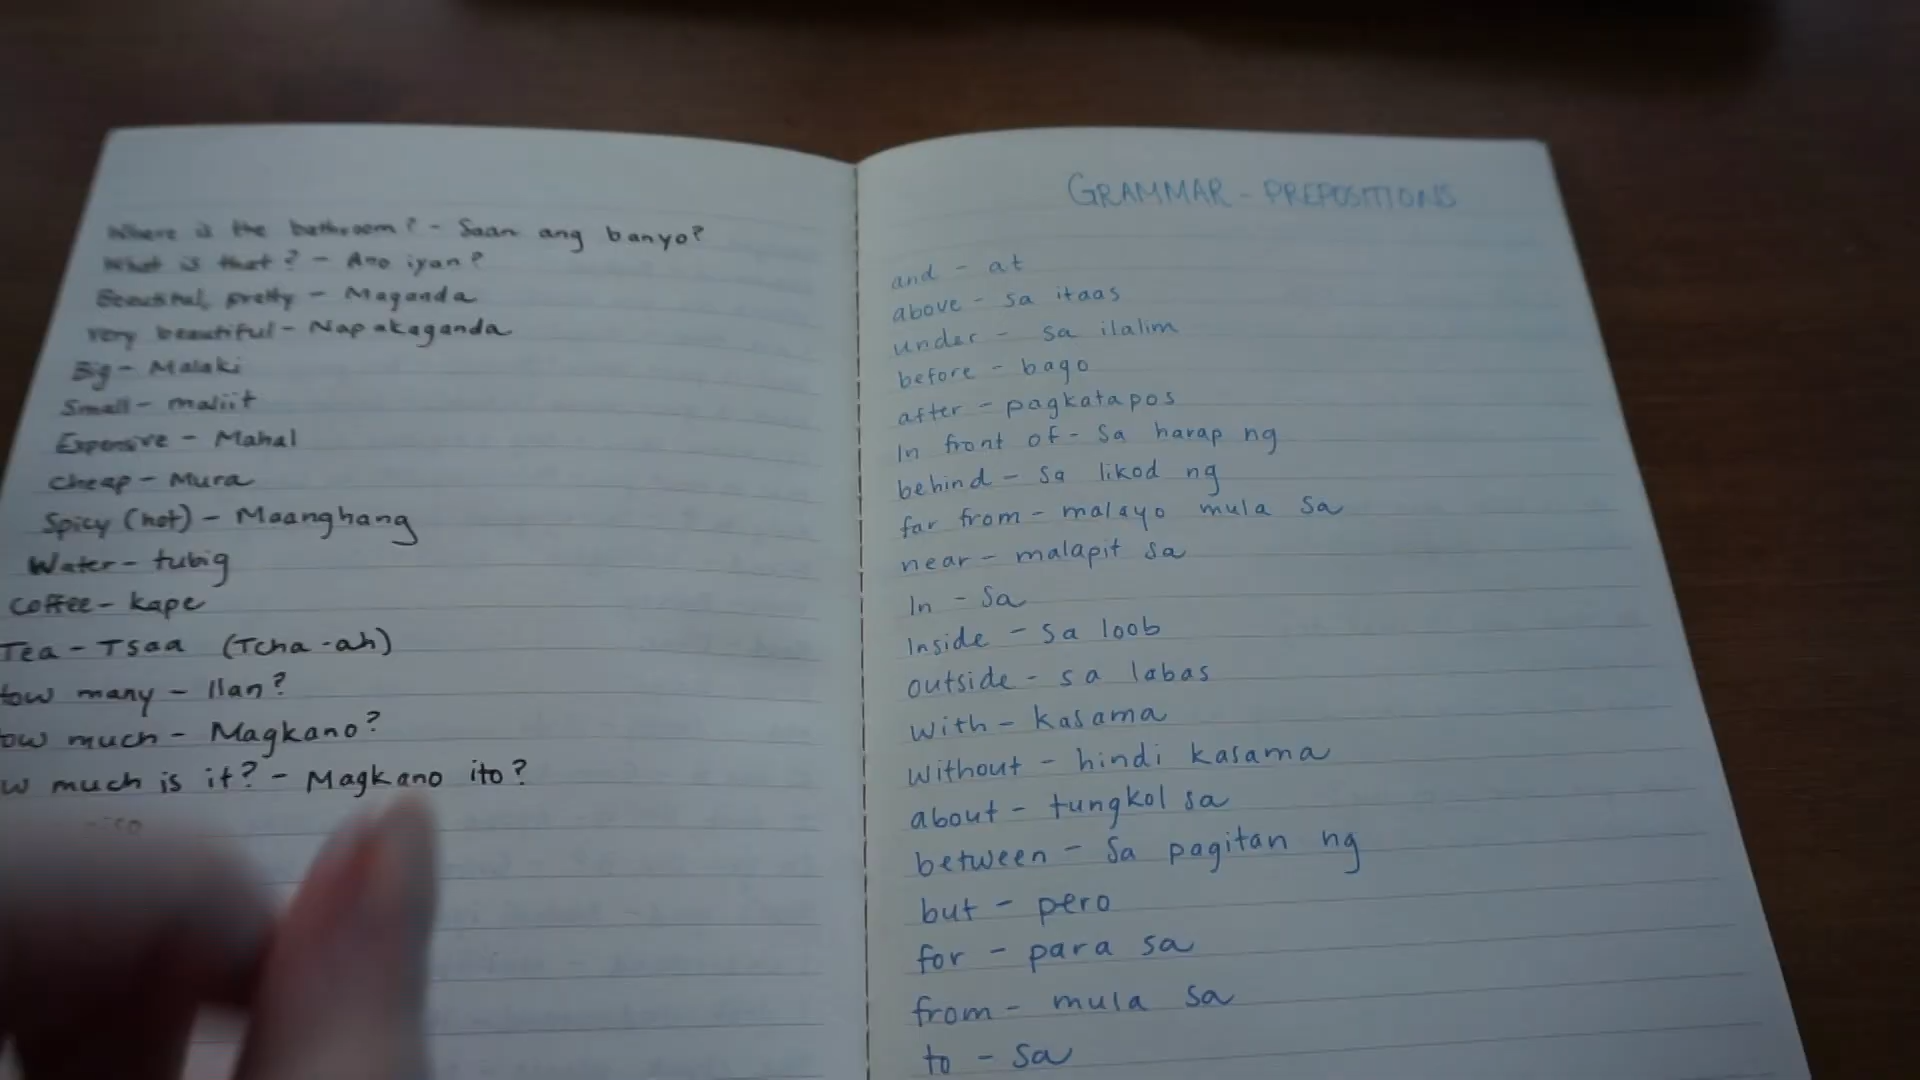 Where is the bathroom? - Saan ang banyo?
What is that? - Ano iyan?
Beautiful, pretty - Maganda
Very beautiful - Napakaganda
Big - Malaki
Small - maliit
Expensive - Mahal
Cheap - Mura
Spicy (hot) - Maanghang
Water - tubig
Coffee - kape
Tea - Tsaa (Tcha-ah)
How many - Ilan?
ow much - Magkano?
w much is it? - Magkano ito?
GRAMMAR - PREPOSITIONS
and - at
above - sa itaas
under - sa ilalim
before - bago
after - pagkatapos
In front of - Sa harap ng
behind - sa likod ng
far from - malayo mula sa
near - malapit sa
In - Sa
Inside - sa loob
outside - sa labas
with - kasama
without - hindi kasama
about - tungkol sa
between - Sa pagitan ng
but - pero
for - para sa
from - mula sa
to - sa